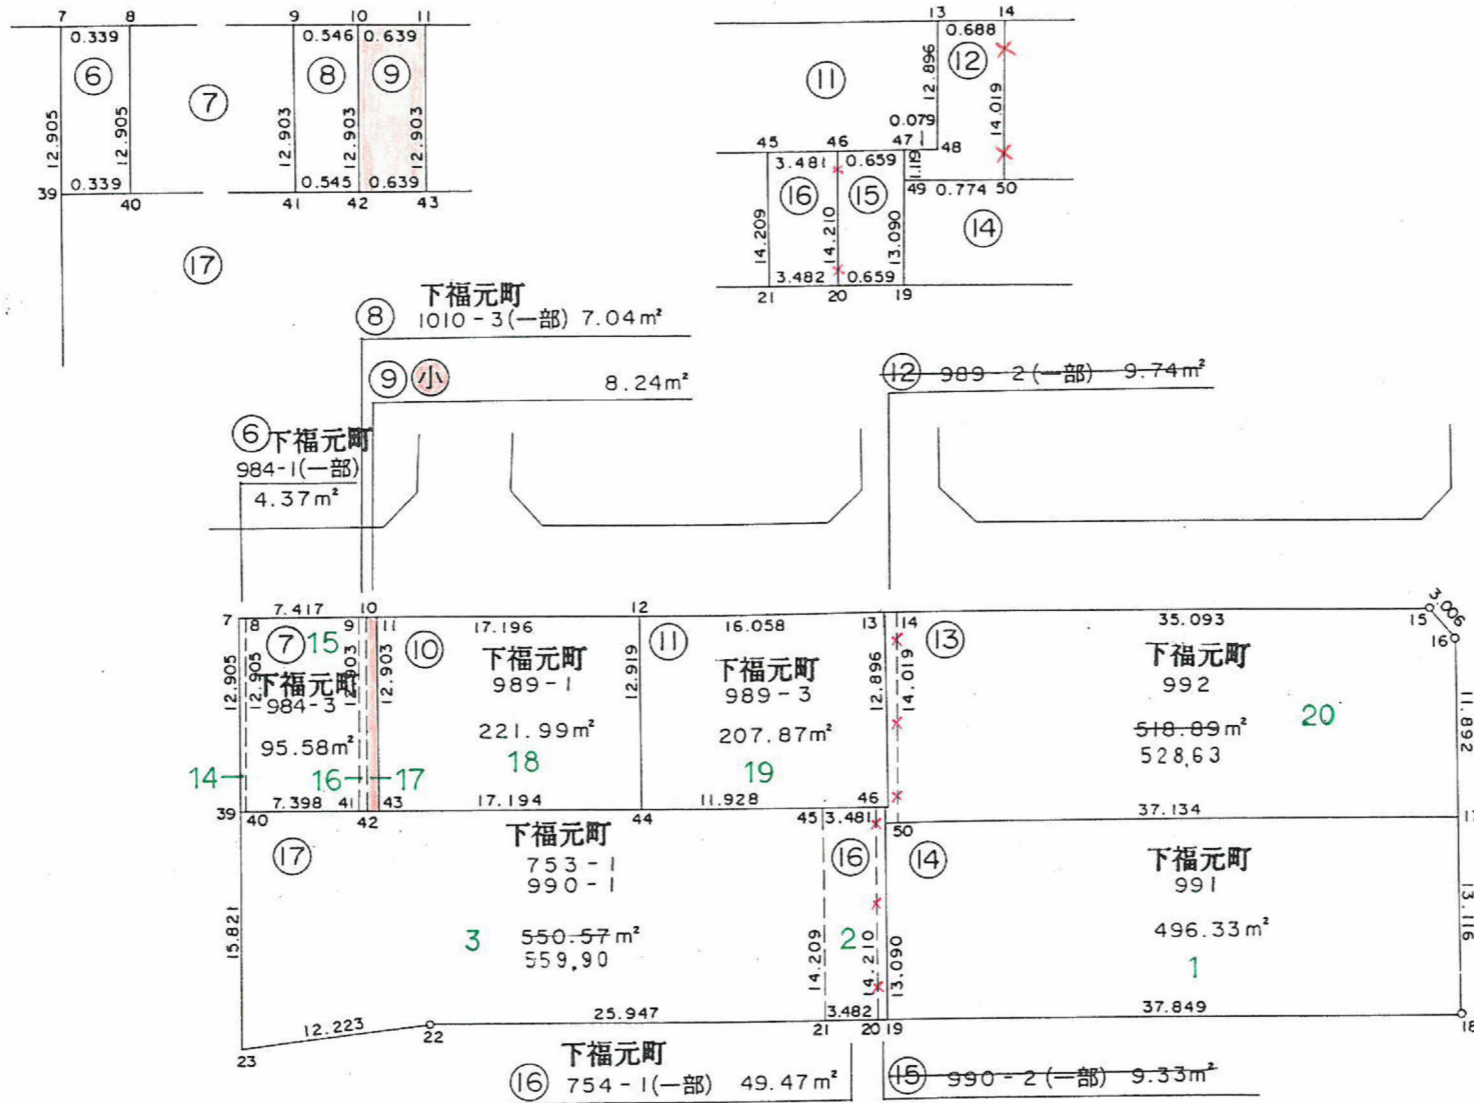 7 8
0.339
⑥
12.905
12.905
⑦
0.339
39
40
⑰
9 10 11
0.546 0.639
⑧ ⑨
12.903
12.903
12.903
0.545 0.639
41 42 43
13 14
0.688
⑫
⑪
12.896
14.019
0.079
45 46 47 48
3.481 0.659
1.191
⑯ ⑮
49 0.774 50
⑭
14.209
14.210
13.090
3.482 0.659
21 20 19
下福元町
⑧ 1010-3(一部) 7.04m²
⑨ 小 8.24m²
⑫ 989-2(一部) 9.74m²
⑥ 下福元町
984-1(一部)
4.37m²
7 7.417 10 12
8 9 11 17.196 16.058 13 14 35.093 15
3.006
16
⑦ 15
⑩
⑪
⑬
12.905
12.905
12.903
12.903
12.919
12.896
14.019
11.892
下福元町
984-3
95.58m²
下福元町
989-1
221.99m²
18
下福元町
989-3
207.87m²
19
下福元町
992
518.89m²
528,63
20
14 16 17
39 40 7.398 41 42 43 17.194 44 11.928 46
45 3.481 50 37.134 17
⑰
下福元町
753-1
990-1
3 550.57m²
559,90
⑯
2
⑭
下福元町
991
496.33m²
1
15.821
14.209
14.210
13.090
13.116
12.223 25.947 3.482 37.849
23 22 21 20 19 18
下福元町
⑯ 754-1(一部) 49.47m²
⑮ 990-2(一部) 9.33m²